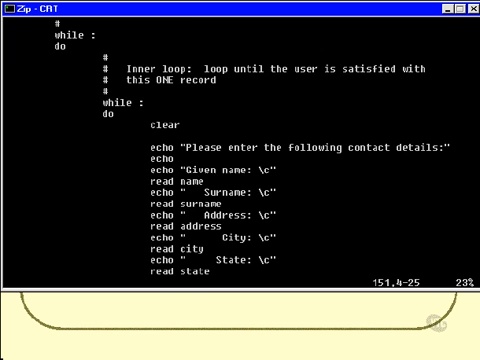 Zip - CRT
#
while :
do
#
# Inner loop: loop until the user is satisfied with
# this ONE record
#
while :
do
clear
echo "Please enter the following contact details:"
echo
echo "Given name: \c"
read name
echo "   Surname: \c"
read surname
echo "   Address: \c"
read address
echo "      City: \c"
read city
echo "     State: \c"
read state
151,4-25 23%